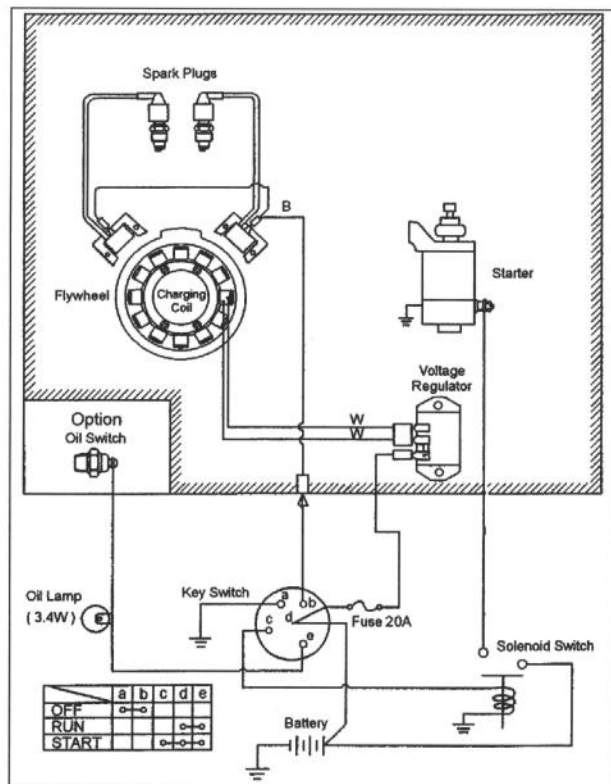 Spark Plugs
B
Flywheel
Charging
Coil
Starter
Voltage
Regulator
W
W
Option
Oil Switch
Oil Lamp
( 3.4W )
Key Switch
a
b
c
d
e
Fuse 20A
Solenoid Switch
Battery
a b c d e
OFF
RUN
START